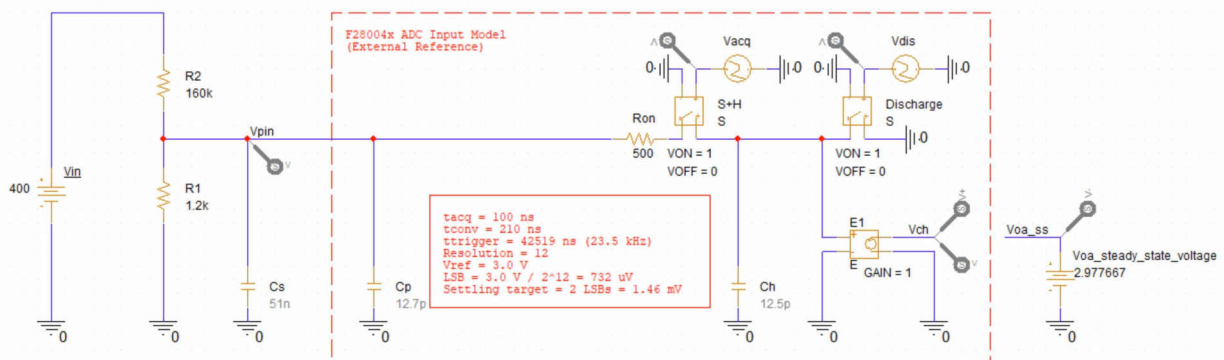 F28004x ADC Input Model
(External Reference)
Vacq
Vdis
V
V
0
0
0
0
R2
160k
S+H
S
Discharge
S
Vpin
Ron
500
0
V
VON = 1
VOFF = 0
VON = 1
VOFF = 0
400
Vin
R1
1.2k
tacq = 100 ns
tconv = 210 ns
ttrigger = 42519 ns (23.5 kHz)
Resolution = 12
Vref = 3.0 V
LSB = 3.0 V / 2^12 = 732 uV
Settling target = 2 LSBs = 1.46 mV
V+
V-
E1
Vch
Voa_ss
E
GAIN = 1
V
Voa_steady_state_voltage
2.977667
Cs
51n
Cp
12.7p
Ch
12.5p
0
0
0
0
0
0
0
0